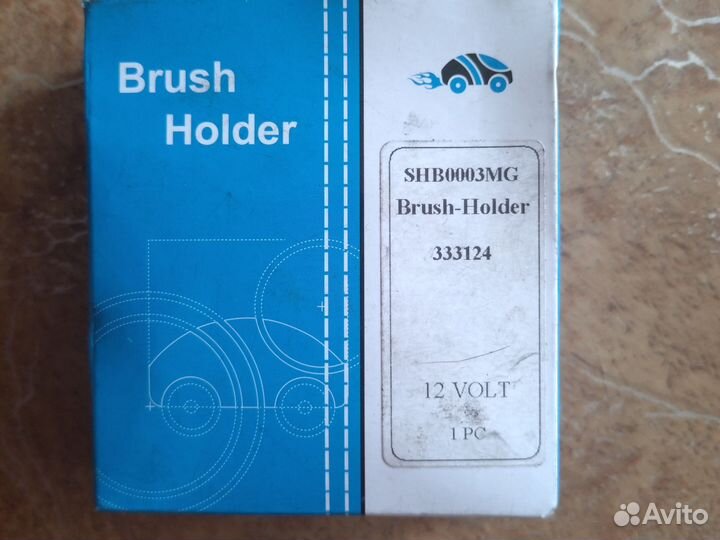 Brush
Holder
SHB0003MG
Brush-Holder
333124
12 VOLT
1 PC
Avito